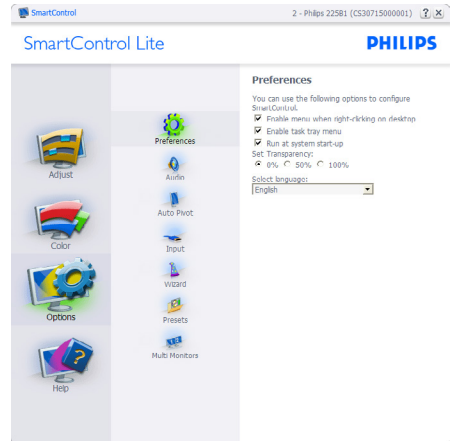 SmartControl
2 - Philips 225B1 (CS30715000001)
? ×
SmartControl Lite
PHILIPS
Adjust
Color
Options
Help
Preferences
Audio
Auto Pivot
Input
Wizard
Presets
Multi Monitors
Preferences
You can use the following options to configure
SmartControl.
Enable menu when right-clicking on desktop
Enable task tray menu
Run at system start-up
Set Transparency:
0% 50% 100%
Select language:
English